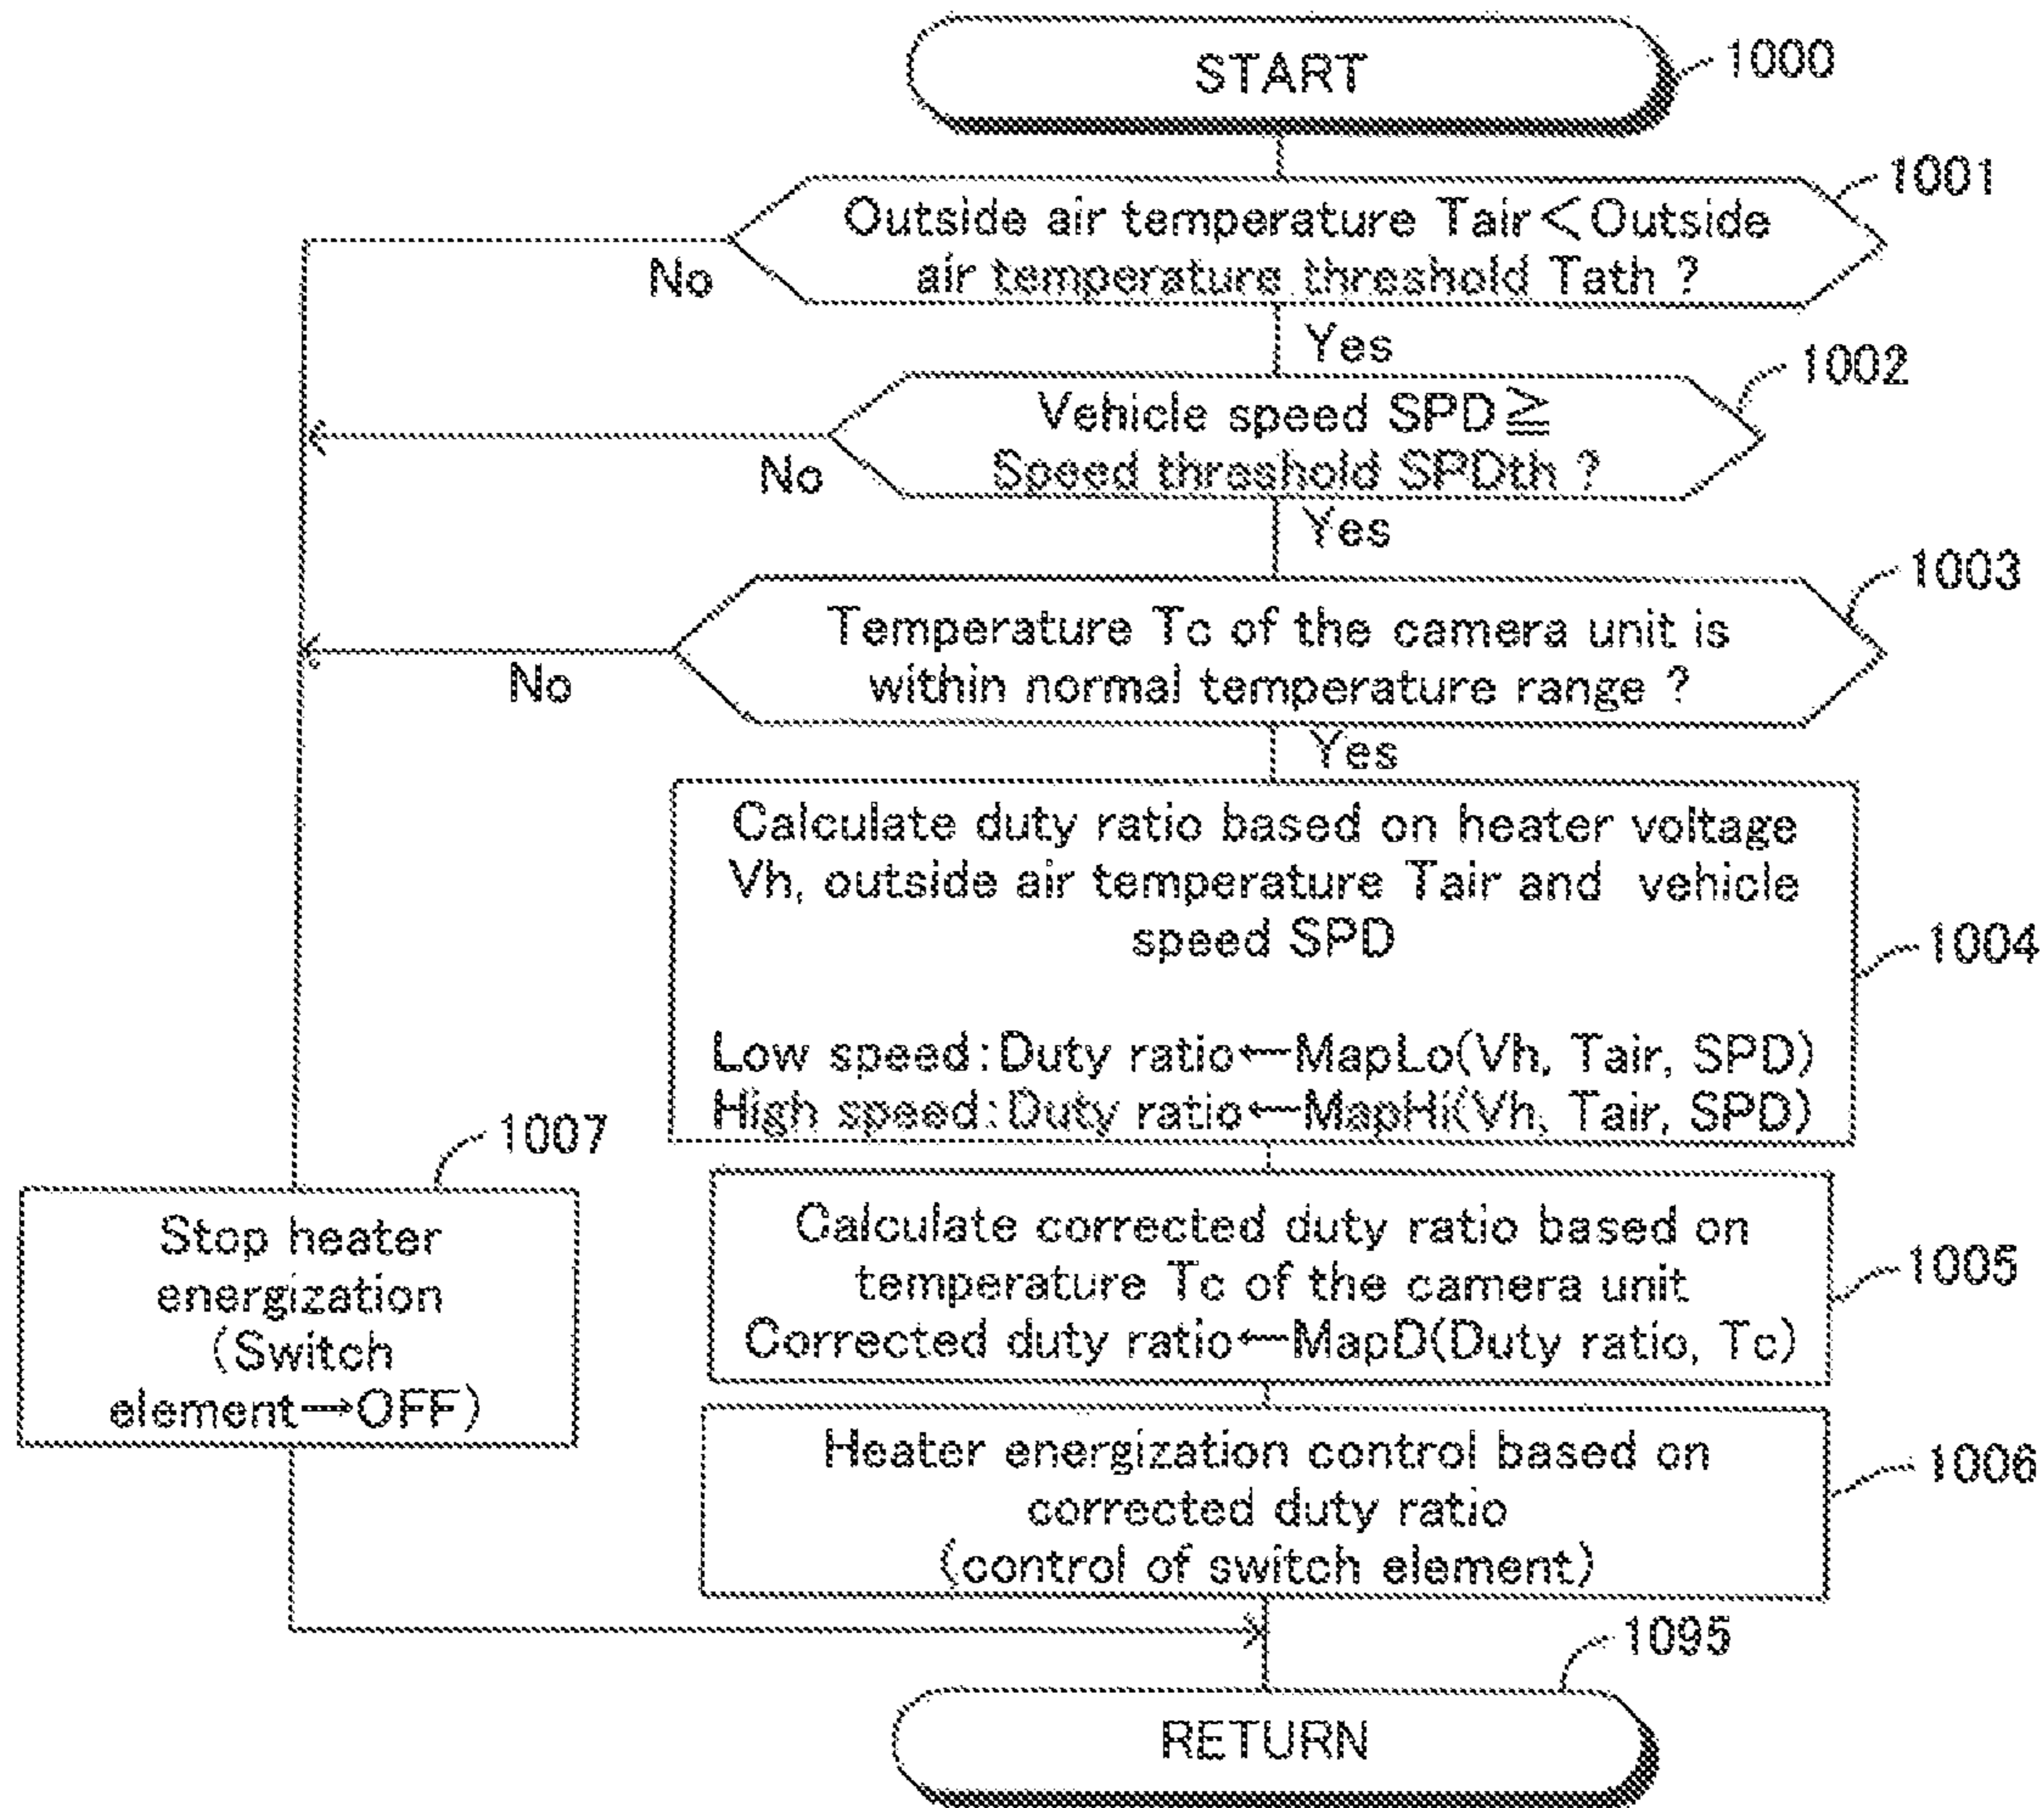 START
1000
1001
Outside air temperature Tair<Outside
air temperature threshold Tath ?
No
Yes
1002
Vehicle speed SPD≧
Speed threshold SPDth ?
No
Yes
1003
Temperature Tc of the camera unit is
within normal temperature range ?
No
Yes
Calculate duty ratio based on heater voltage
Vh, outside air temperature Tair and vehicle
speed SPD
1004
Low speed:Duty ratio←MapLo(Vh, Tair, SPD)
High speed:Duty ratio←MapHi(Vh, Tair, SPD)
1007
Stop heater
energization
(Switch
element→OFF)
Calculate corrected duty ratio based on
temperature Tc of the camera unit
Corrected duty ratio←MapD(Duty ratio, Tc)
1005
Heater energization control based on
corrected duty ratio
(control of switch element)
1006
1095
RETURN